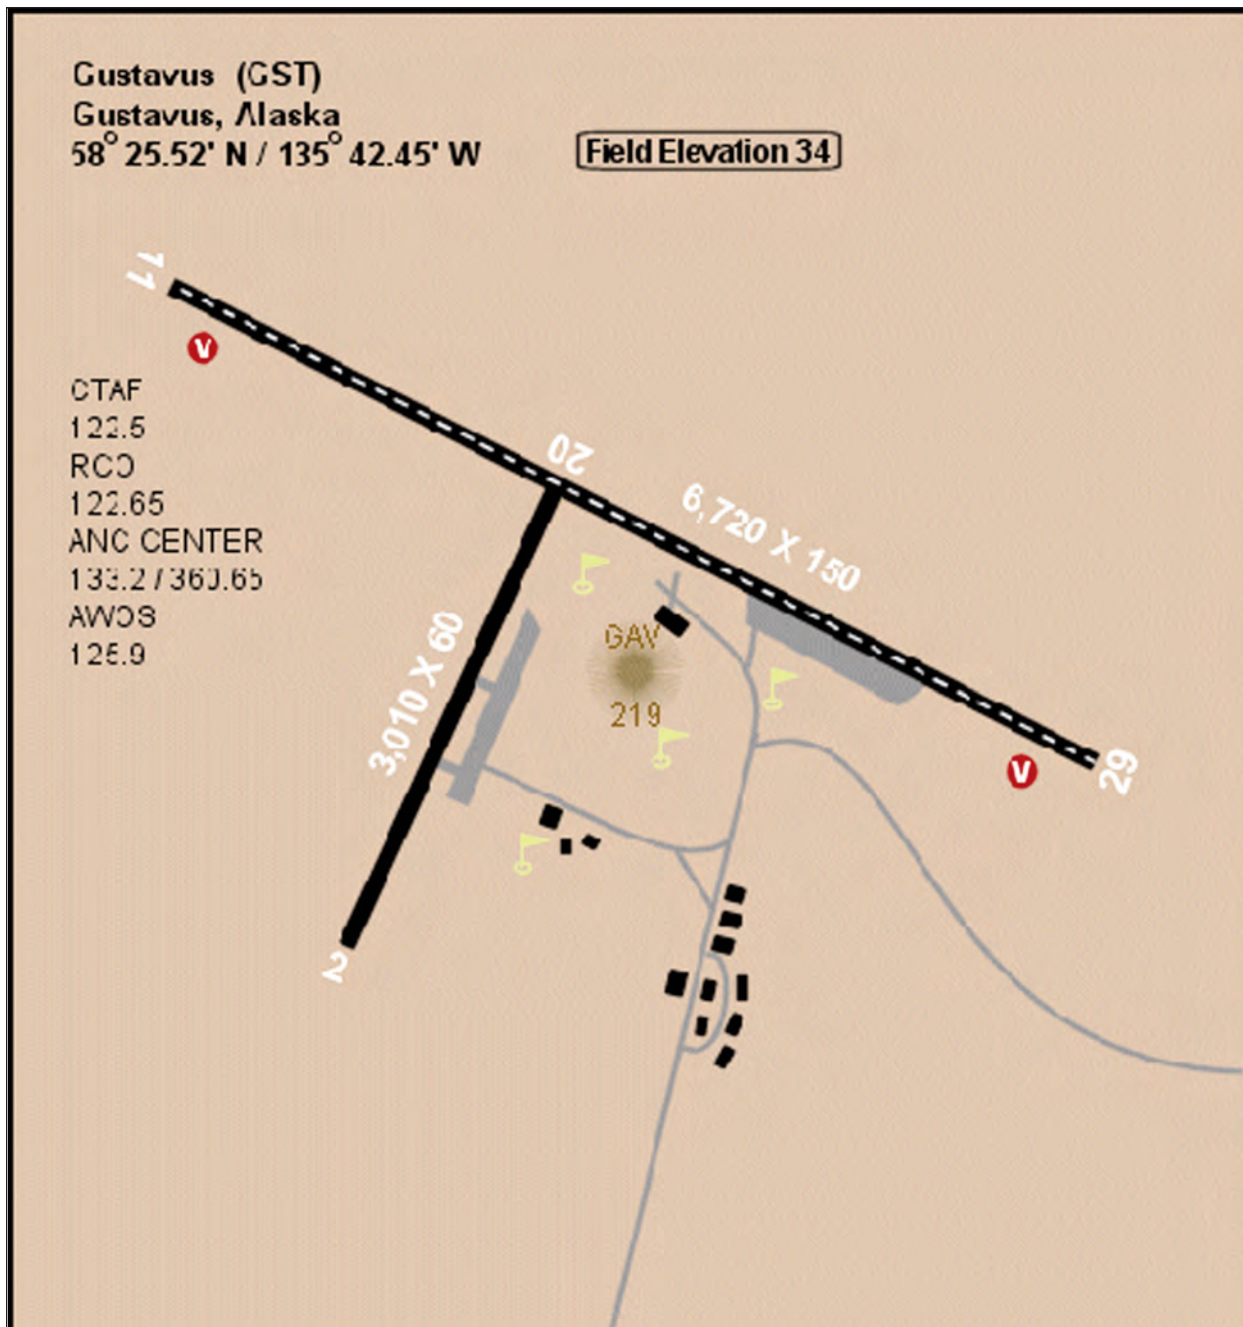 Gustavus (GST)
Gustavus, Alaska
58° 25.52' N / 135° 42.45' W
Field Elevation 34
11
V
CTAF
122.5
RCO
122.65
ANC CENTER
133.2 / 360.65
AWOS
20
6,720 X 150
3,010 X 60
GAV
219
V
29
2